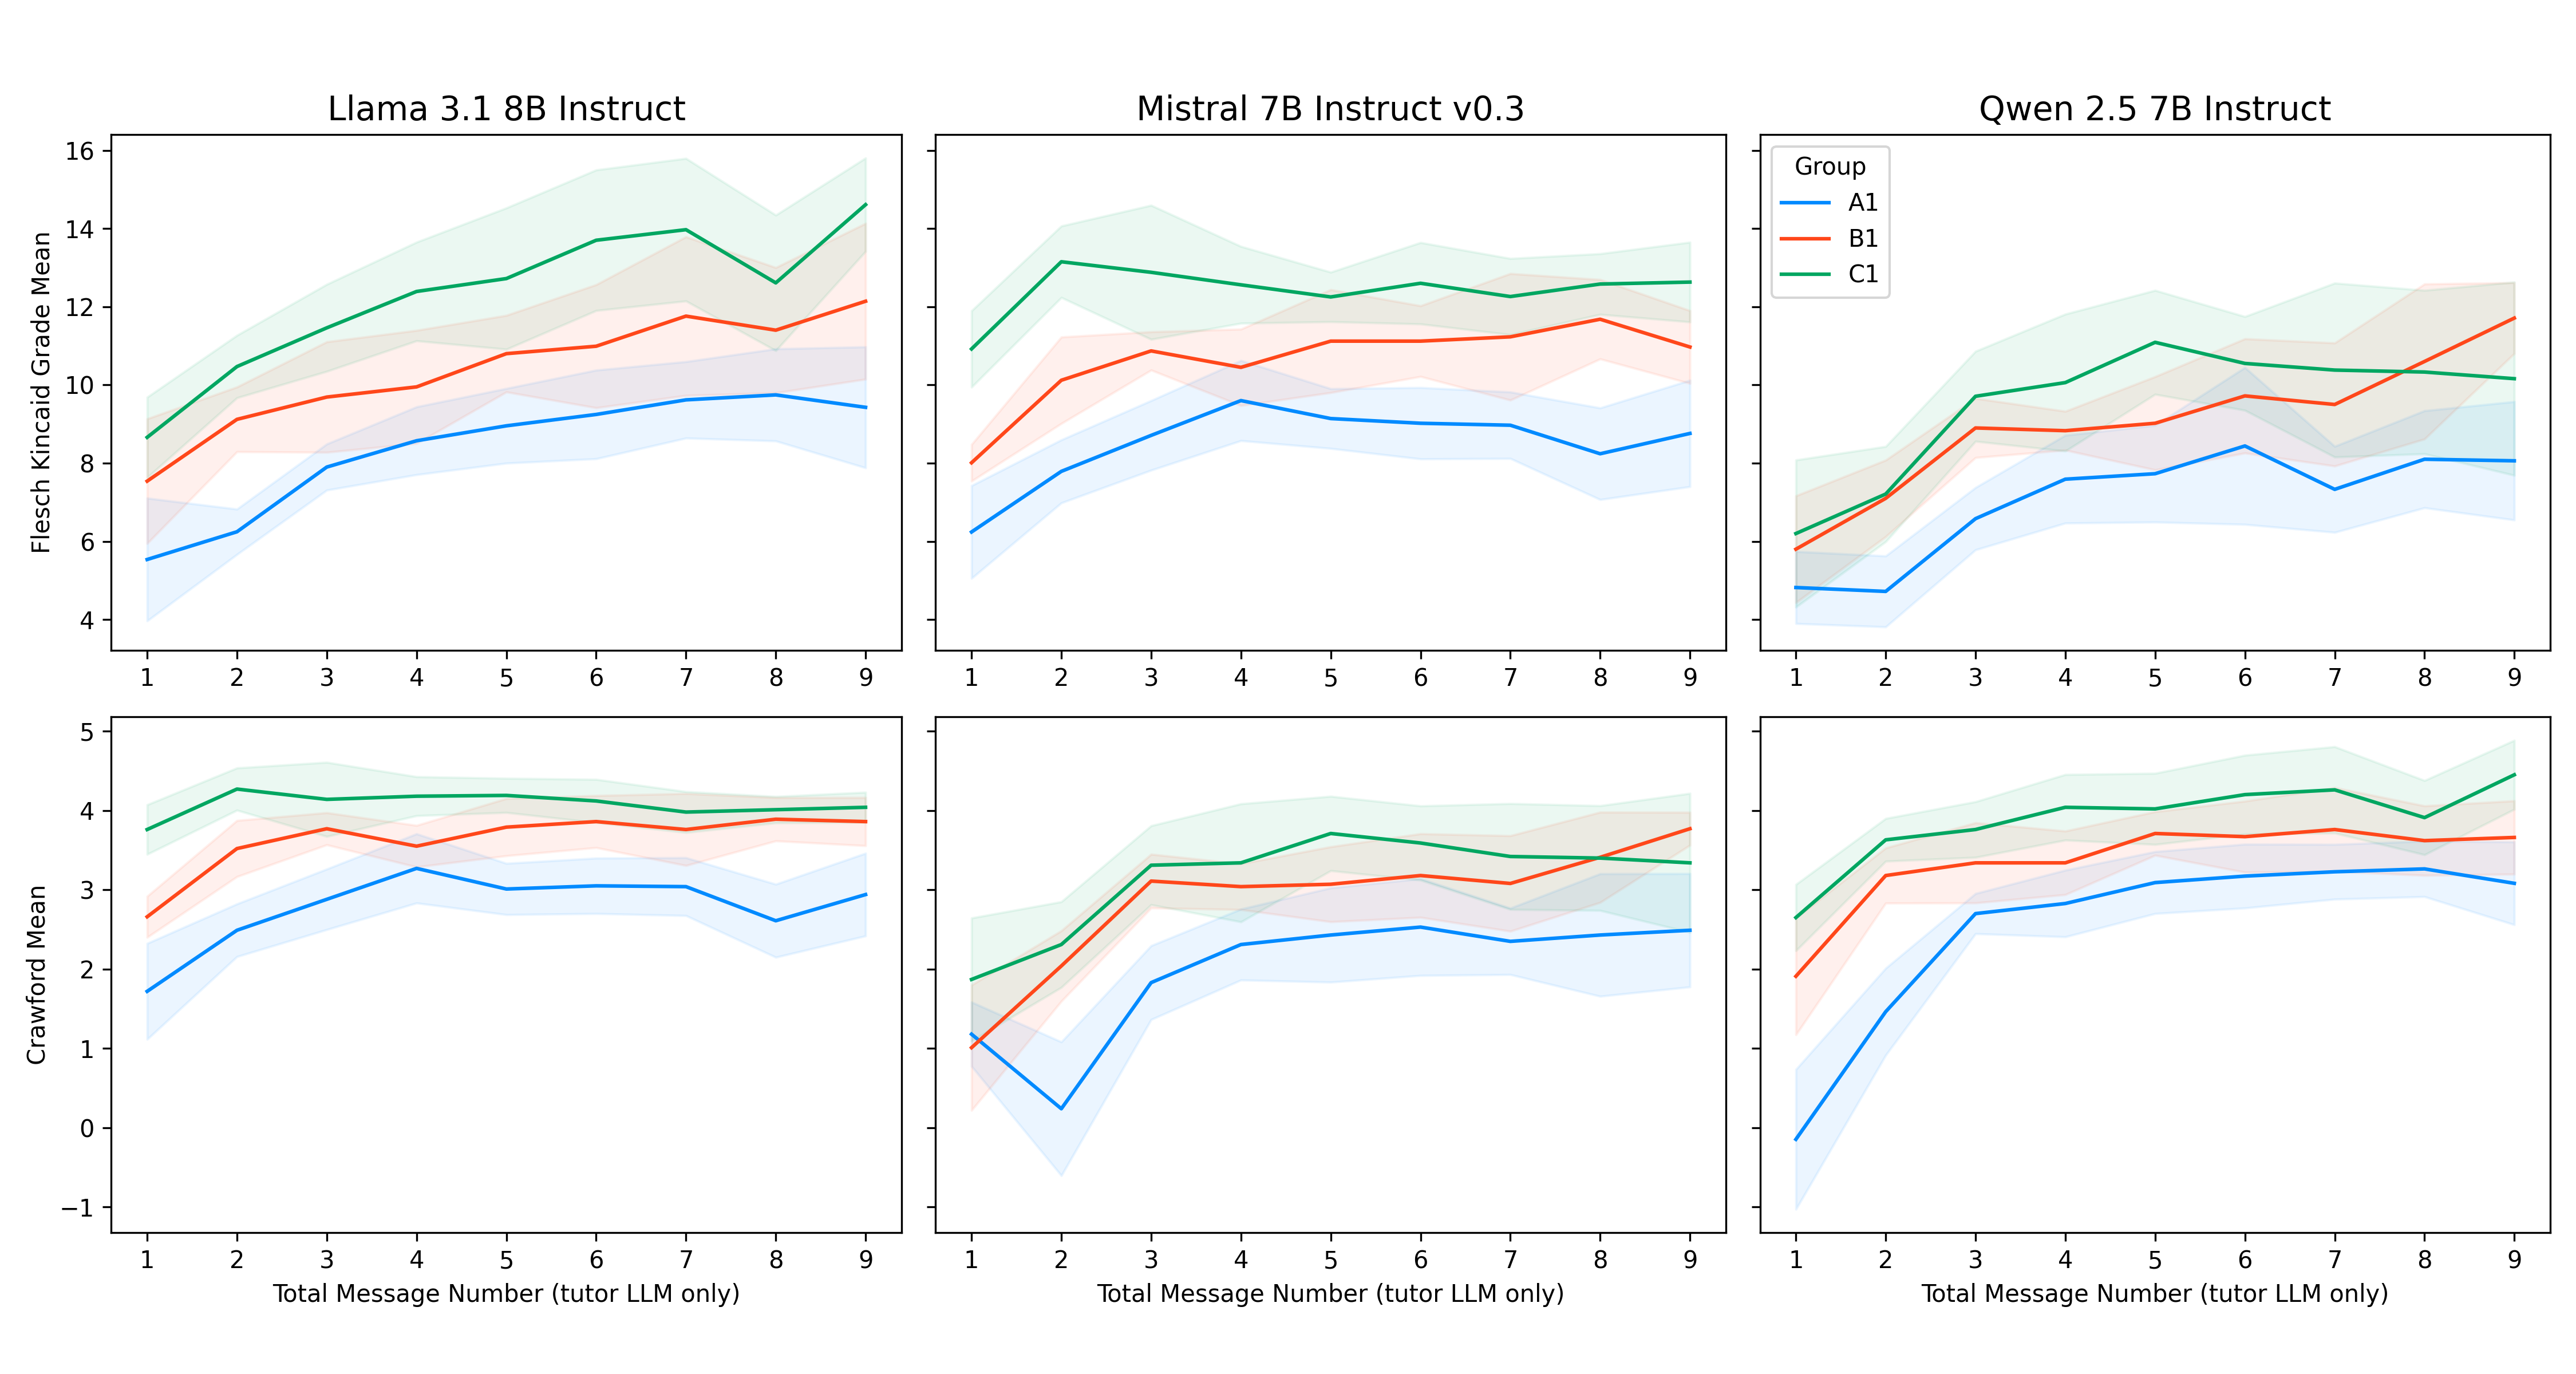 Llama 3.1 8B Instruct
Mistral 7B Instruct v0.3
Qwen 2.5 7B Instruct
Flesch Kincaid Grade Mean
16
14
12
10
8
6
4
1 2 3 4 5 6 7 8 9
1 2 3 4 5 6 7 8 9
Group
A1
B1
C1
1 2 3 4 5 6 7 8 9
Crawford Mean
5
4
3
2
1
0
−1
1 2 3 4 5 6 7 8 9
Total Message Number (tutor LLM only)
1 2 3 4 5 6 7 8 9
Total Message Number (tutor LLM only)
1 2 3 4 5 6 7 8 9
Total Message Number (tutor LLM only)